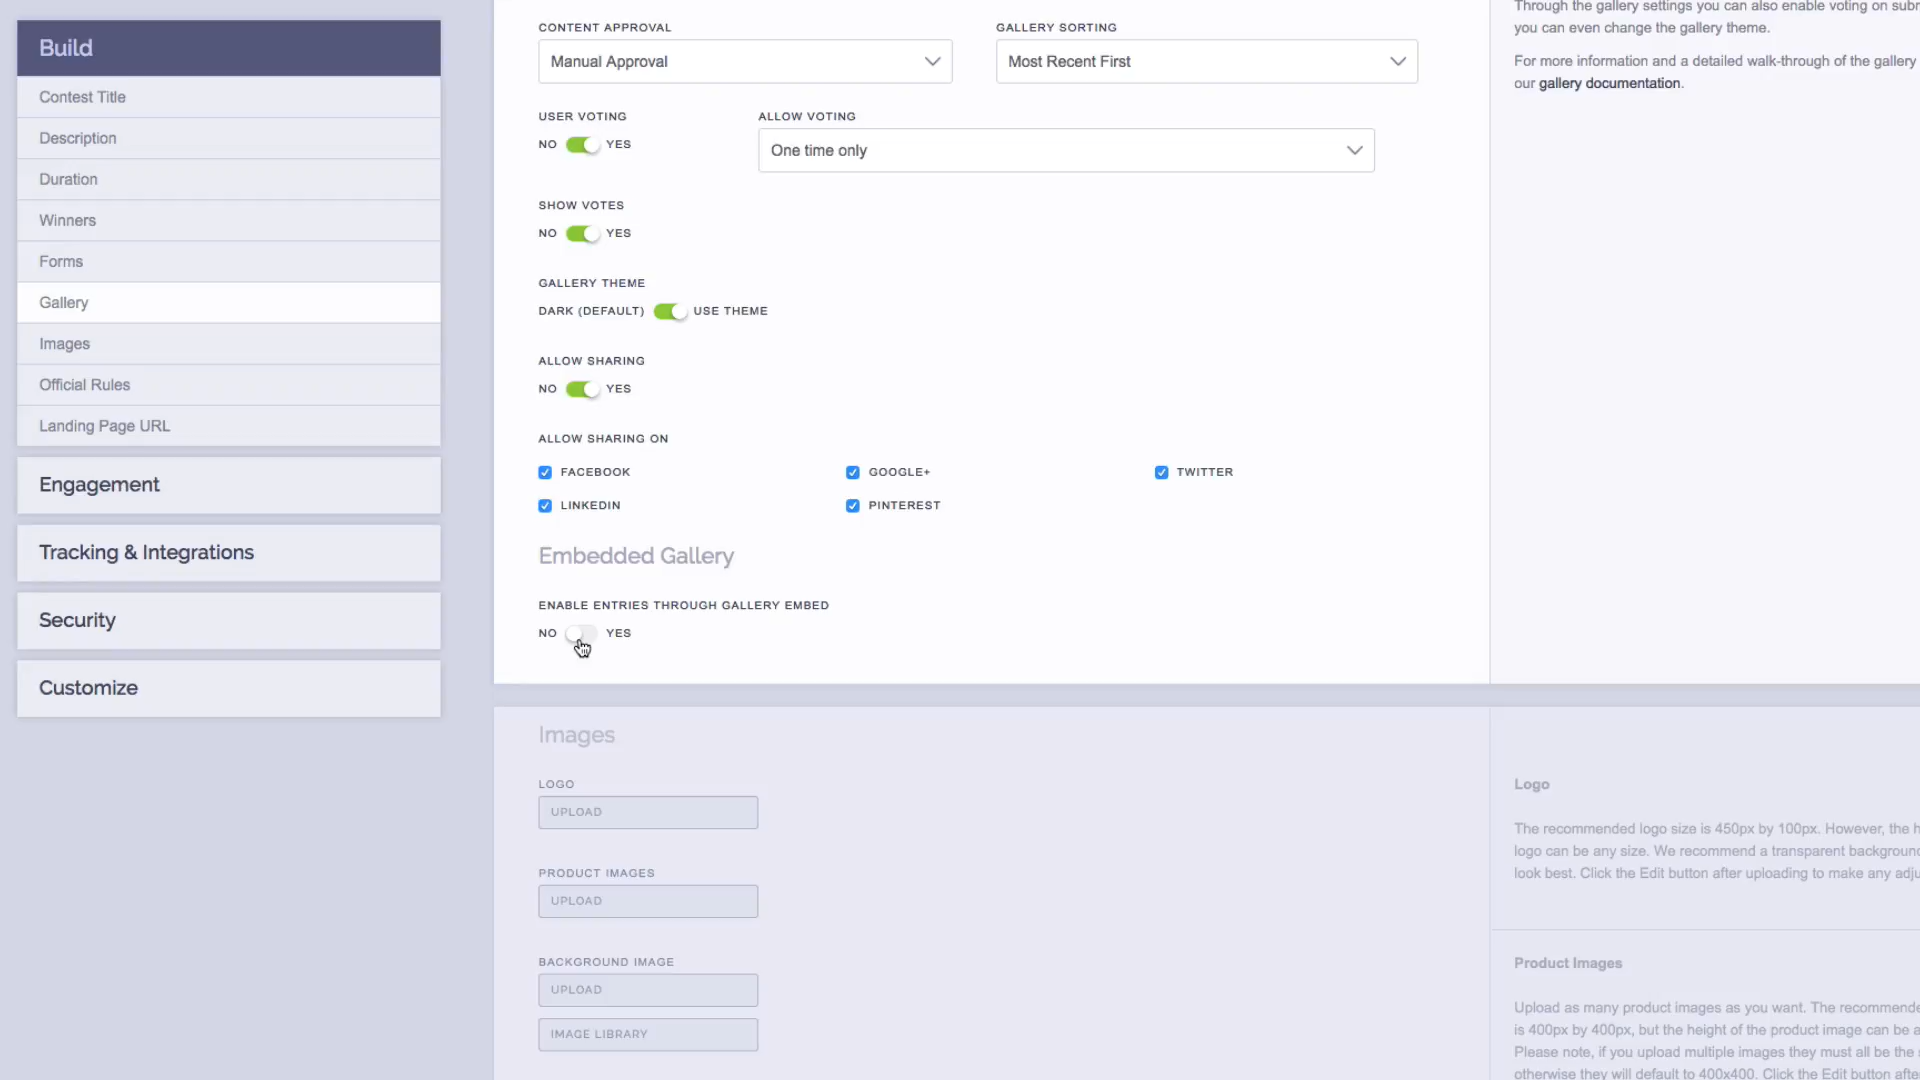 Build
Contest Title
Description
Duration
Winners
Forms
Gallery
Images
Official Rules
Landing Page URL
Engagement
Tracking & Integrations
Security
Customize
CONTENT APPROVAL
Manual Approval
GALLERY SORTING
Most Recent First
USER VOTING
NO YES
ALLOW VOTING
One time only
SHOW VOTES
NO YES
GALLERY THEME
DARK (DEFAULT) USE THEME
ALLOW SHARING
NO YES
ALLOW SHARING ON
FACEBOOK GOOGLE+ TWITTER
LINKEDIN PINTEREST
Embedded Gallery
ENABLE ENTRIES THROUGH GALLERY EMBED
NO YES
Images
LOGO
UPLOAD
PRODUCT IMAGES
UPLOAD
BACKGROUND IMAGE
UPLOAD
IMAGE LIBRARY
Through the gallery settings you can also enable voting on
you can even change the gallery theme.
For more information and a detailed walk-through of the gallery
our gallery documentation.
Logo
The recommended logo size is 450px by 100px. However, the
logo can be any size. We recommend a transparent background
look best. Click the Edit button after uploading to make any
Product Images
Upload as many product images as you want. The
is 400px by 400px, but the height of the product image can be
Please note, if you upload multiple images they must all be the
otherwise they will default to 400x400. Click the Edit button